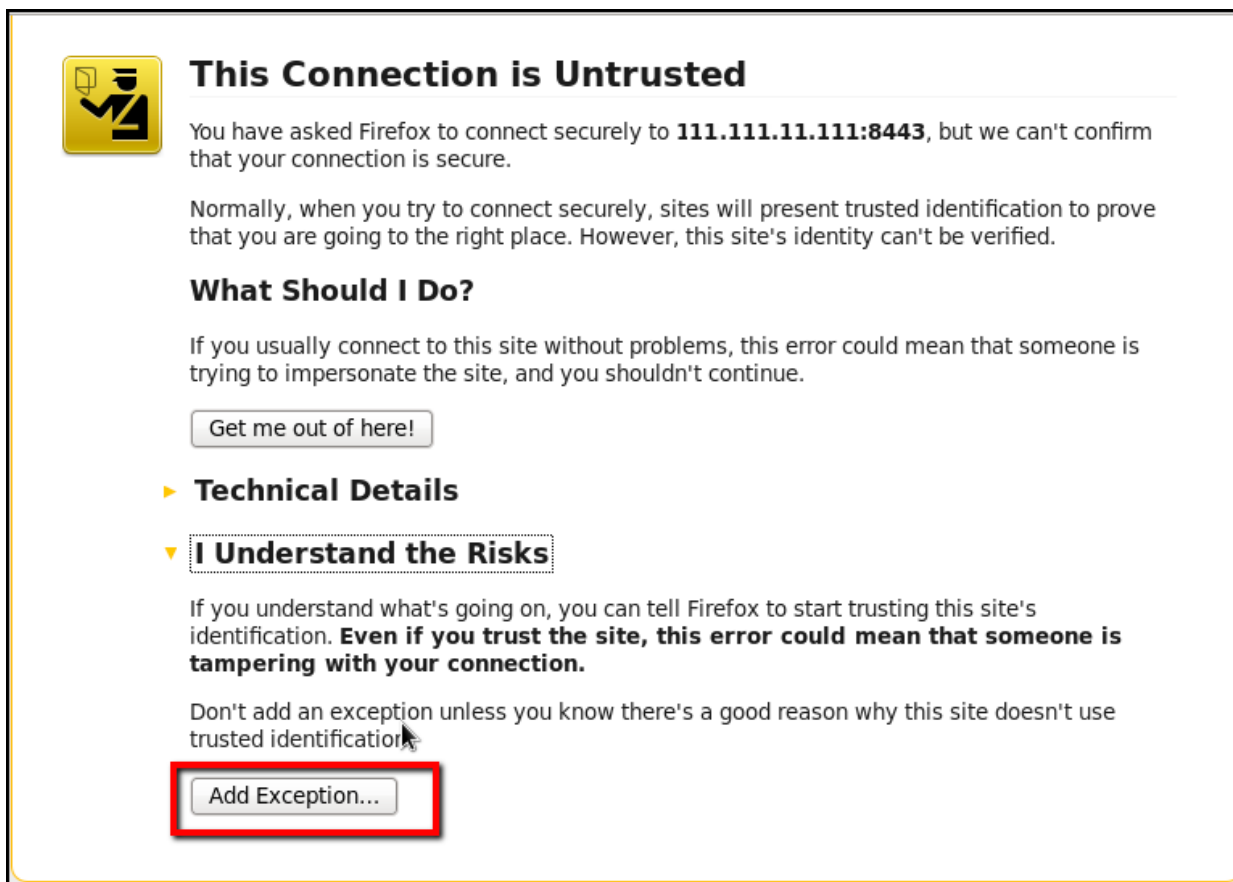 This Connection is Untrusted
You have asked Firefox to connect securely to 111.111.11.111:8443, but we can't confirm
that your connection is secure.
Normally, when you try to connect securely, sites will present trusted identification to prove
that you are going to the right place. However, this site's identity can't be verified.
What Should I Do?
If you usually connect to this site without problems, this error could mean that someone is
trying to impersonate the site, and you shouldn't continue.
Get me out of here!
Technical Details
I Understand the Risks
If you understand what's going on, you can tell Firefox to start trusting this site's
identification. Even if you trust the site, this error could mean that someone is
tampering with your connection.
Don't add an exception unless you know there's a good reason why this site doesn't use
trusted identification
Add Exception...